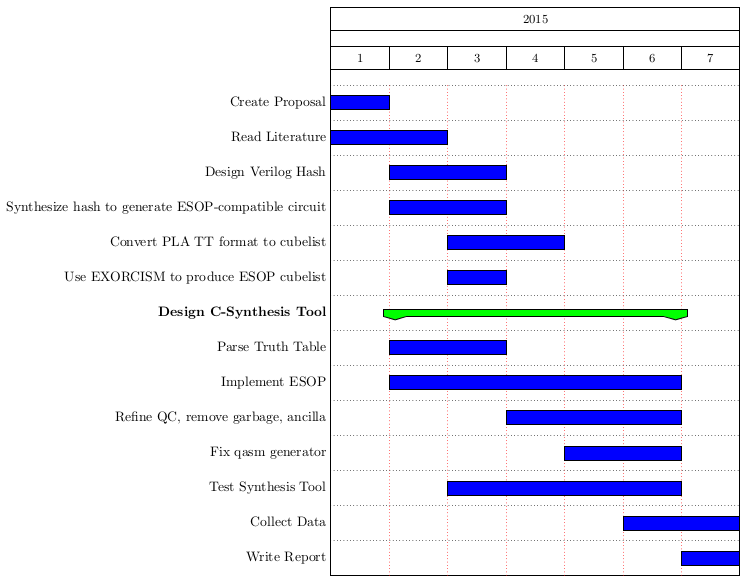 2015
1 2 3 4 5 6 7
Create Proposal
Read Literature
Design Verilog Hash
Synthesize hash to generate ESOP-compatible circuit
Convert PLA TT format to cubelist
Use EXORCISM to produce ESOP cubelist
Design C-Synthesis Tool
Parse Truth Table
Implement ESOP
Refine QC, remove garbage, ancilla
Fix qasm generator
Test Synthesis Tool
Collect Data
Write Report